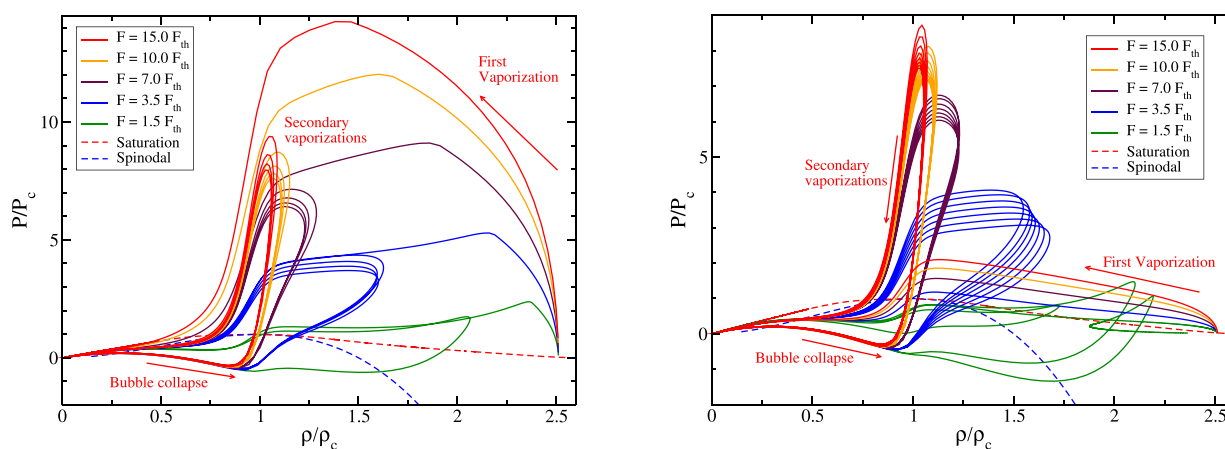 F = 15.0 F_th
F = 10.0 F_th
F = 7.0 F_th
F = 3.5 F_th
F = 1.5 F_th
Saturation
Spinodal
First
Vaporization
Secondary
vaporizations
Bubble collapse
P/P_c
10
5
0
0 0.5 1 1.5 2 2.5
ρ/ρ_c
F = 15.0 F_th
F = 10.0 F_th
F = 7.0 F_th
F = 3.5 F_th
F = 1.5 F_th
Saturation
Spinodal
Secondary
vaporizations
First Vaporization
Bubble collapse
P/P_c
5
0
0 0.5 1 1.5 2 2.5
ρ/ρ_c